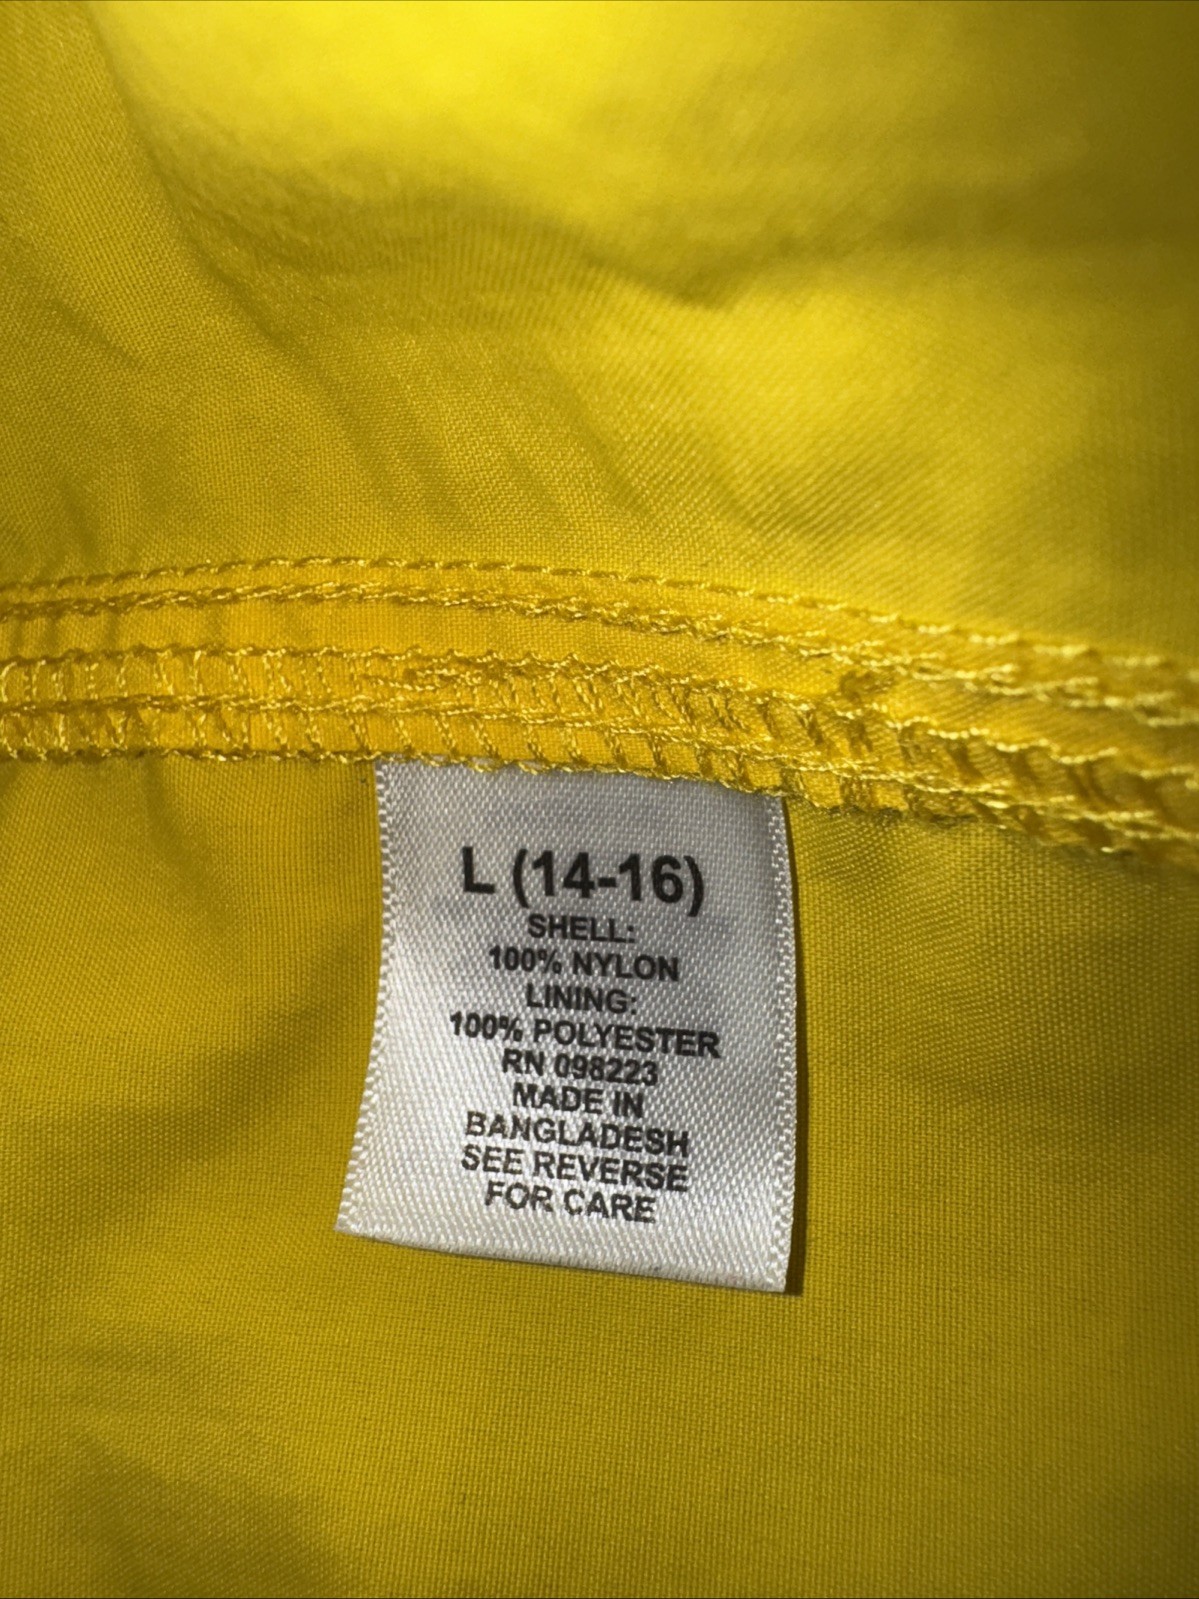 L (14-16)
SHELL:
100% NYLON
LINING:
100% POLYESTER
RN 098223
MADE IN
BANGLADESH
SEE REVERSE
FOR CARE